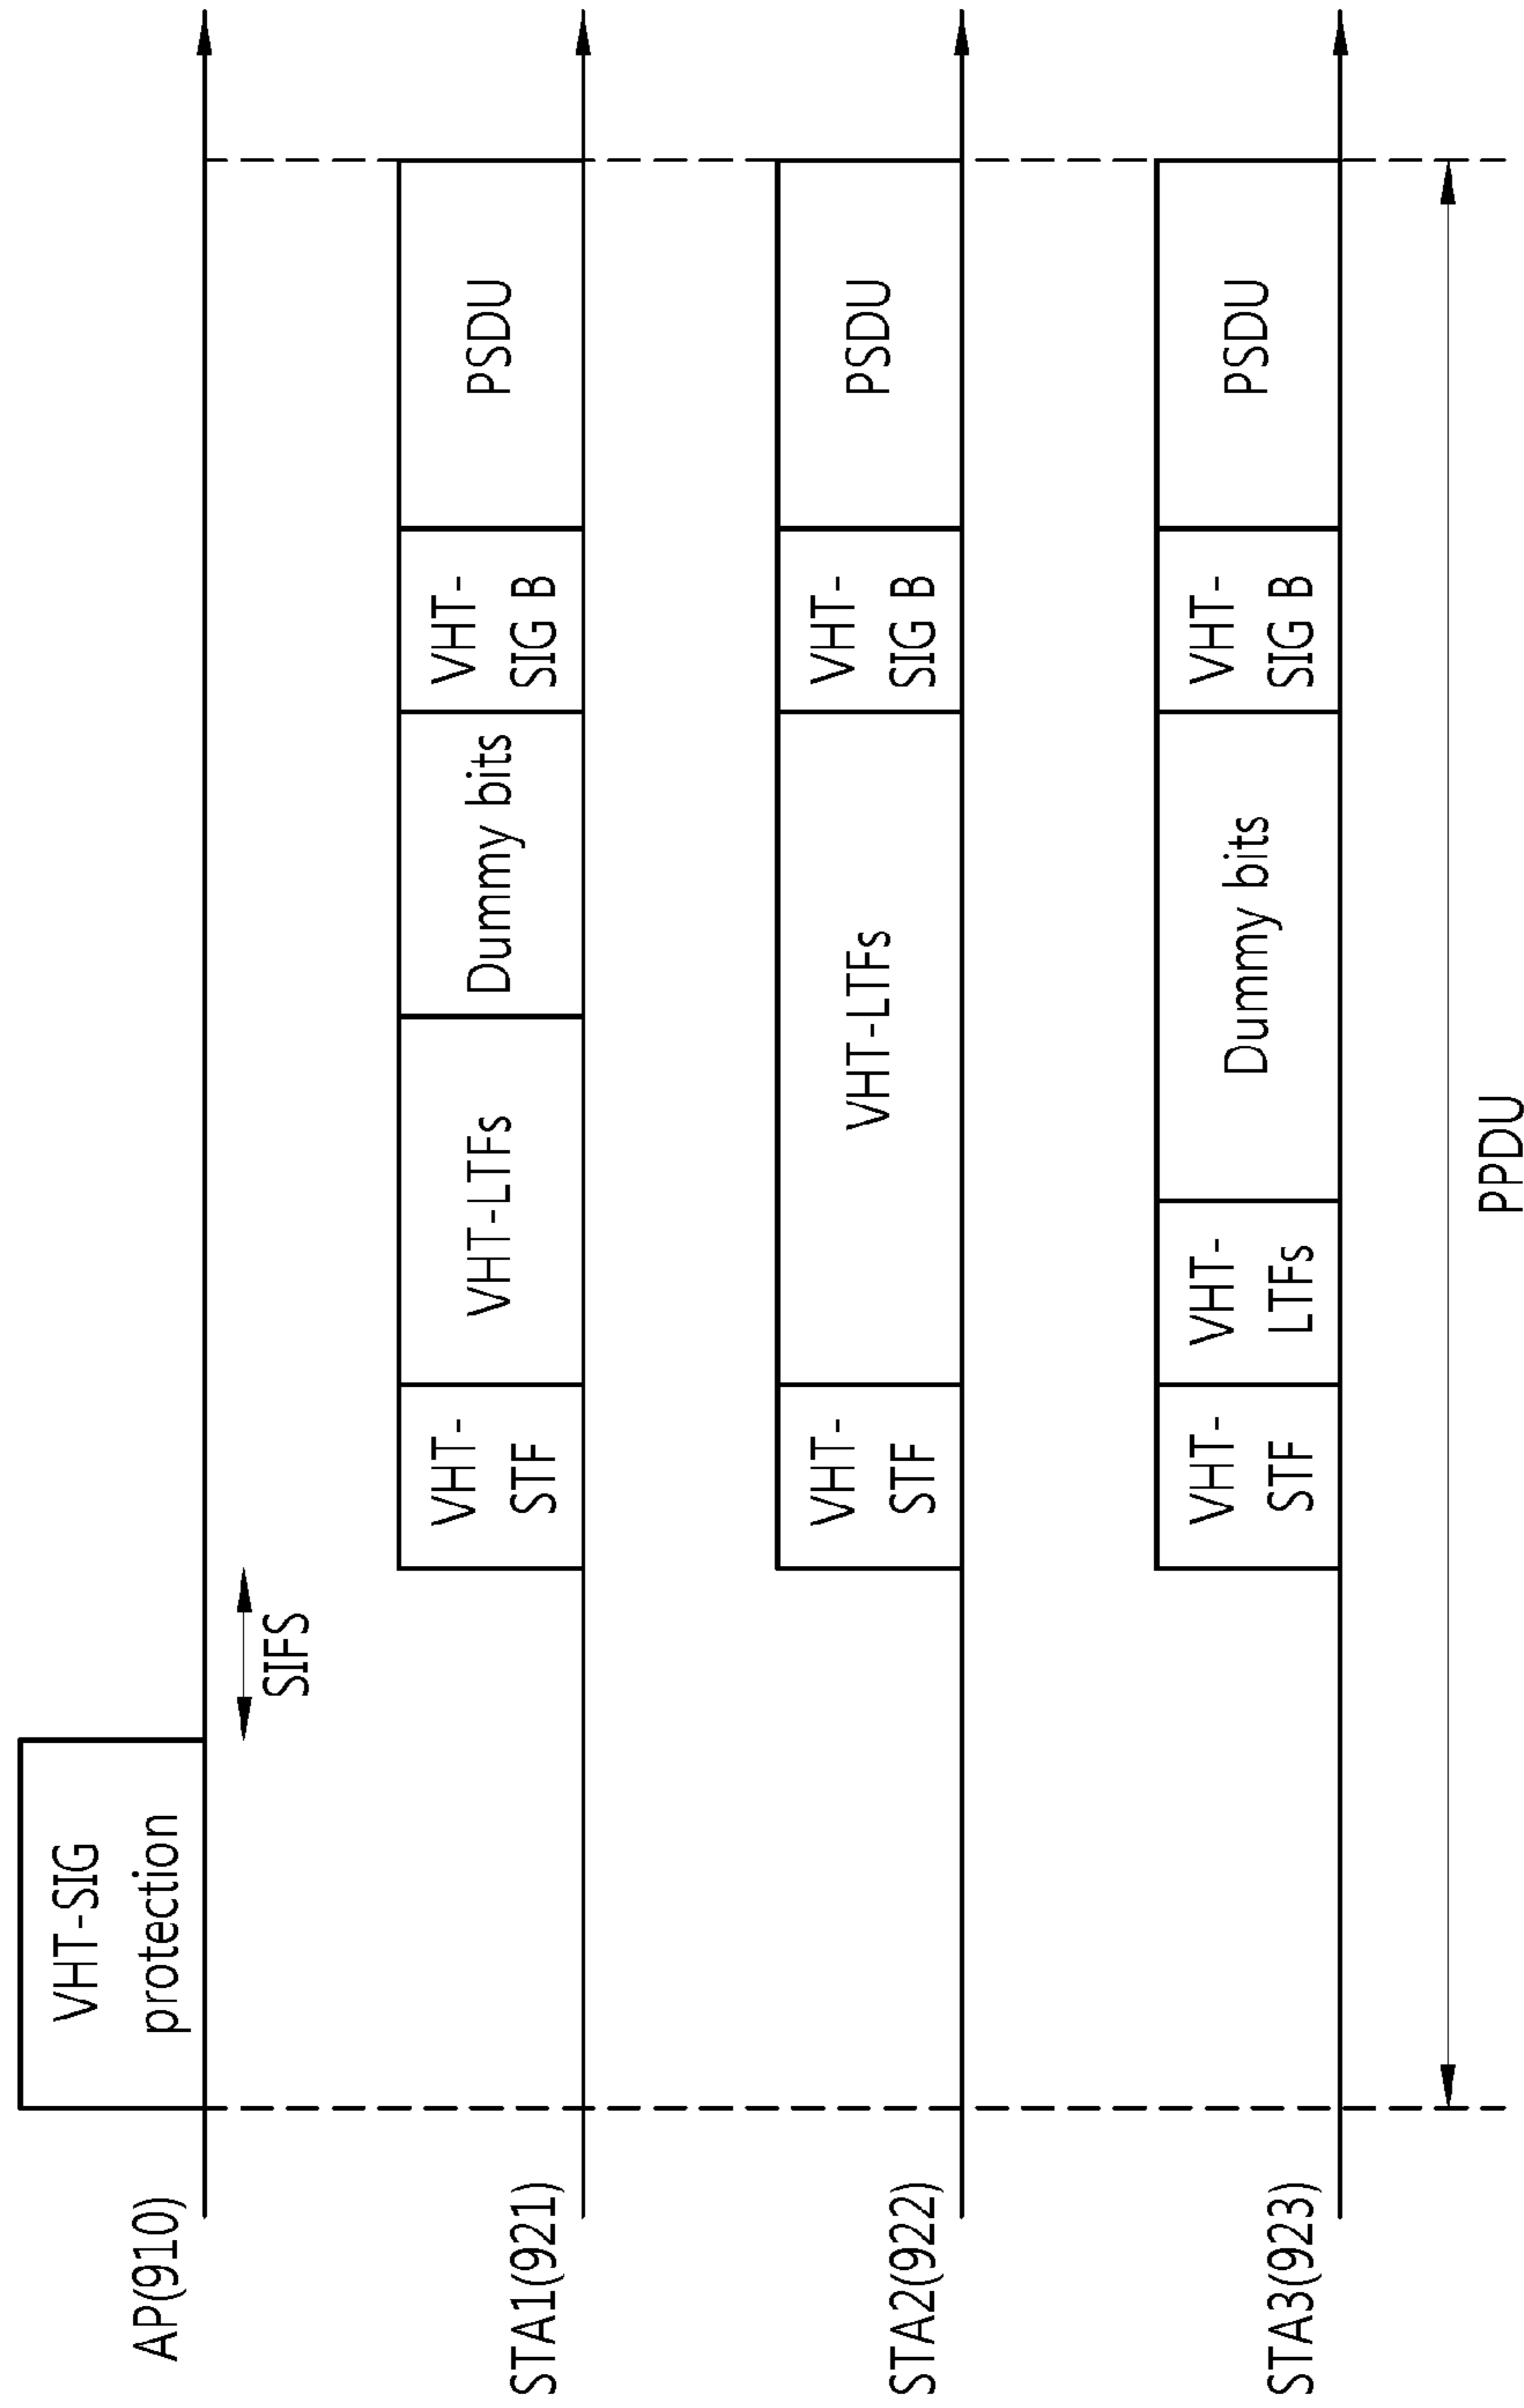 AP(910)
VHT-SIG
protection
SIFS
STA1(921)
VHT-
STF
VHT-LTFs
Dummy bits
VHT-
SIG B
PSDU
STA2(922)
VHT-
STF
VHT-LTFs
VHT-
SIG B
PSDU
STA3(923)
VHT-
STF
VHT-
LTFs
Dummy bits
VHT-
SIG B
PSDU
PPDU